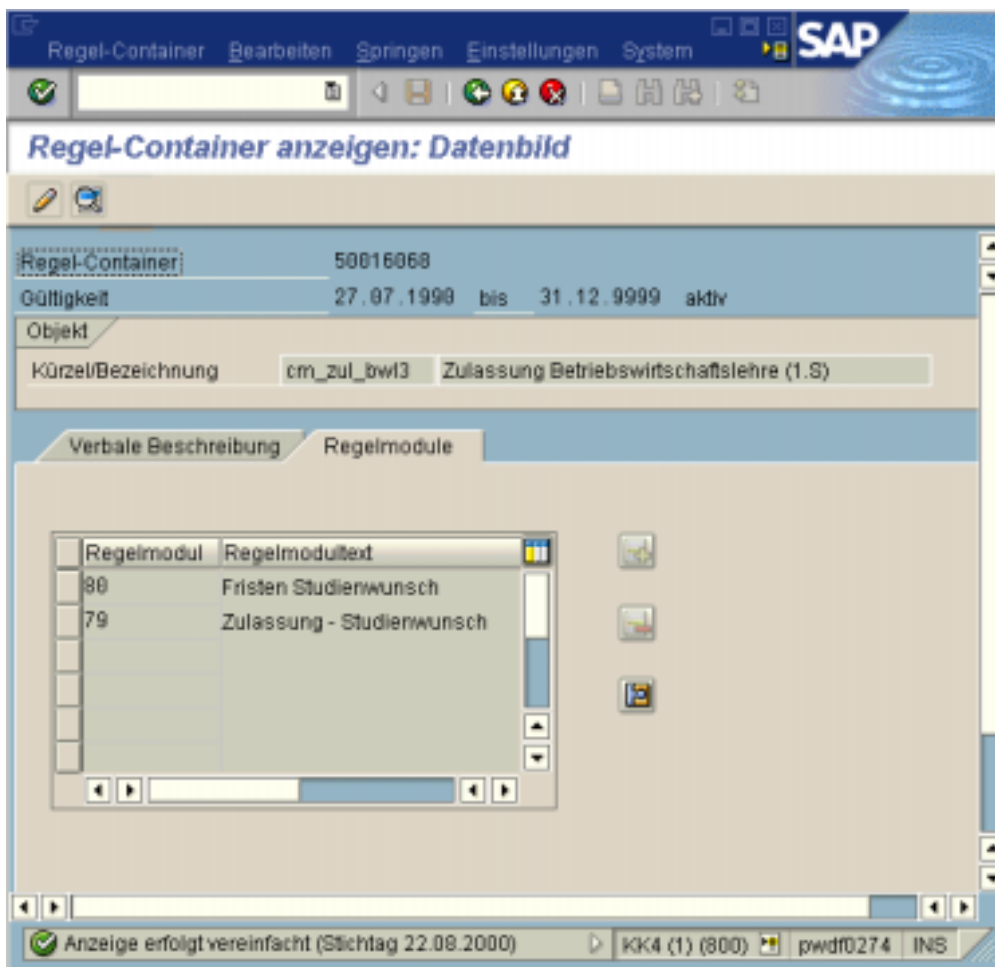 SAP
Regel-Container Bearbeiten Springen Einstellungen System
Regel-Container anzeigen: Datenbild
Regel-Container 50016068
Gültigkeit 27.07.1998 bis 31.12.9999 aktiv
Objekt
Kürzel/Bezeichnung cm_zul_bwl3 Zulassung Betriebswirtschaftslehre (1.S)
Verbale Beschreibung Regelmodule
Regelmodul Regelmodultext
80 Fristen Studienwunsch
79 Zulassung - Studienwunsch
Anzeige erfolgt vereinfacht (Stichtag 22.08.2000) KK4 (1) (800) pwdf0274 INS